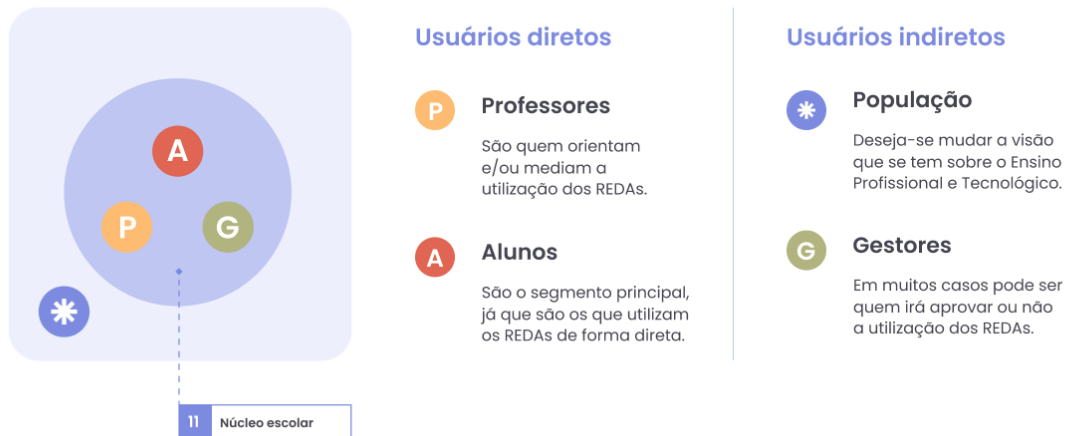 A
P
G
11 Núcleo escolar
Usuários diretos
P
Professores
São quem orientam
e/ou mediam a
utilização dos REDAs.
A
Alunos
São o segmento principal,
já que são os que utilizam
os REDAs de forma direta.
Usuários indiretos
População
Deseja-se mudar a visão
que se tem sobre o Ensino
Profissional e Tecnológico.
G
Gestores
Em muitos casos pode ser
quem irá aprovar ou não
a utilização dos REDAs.